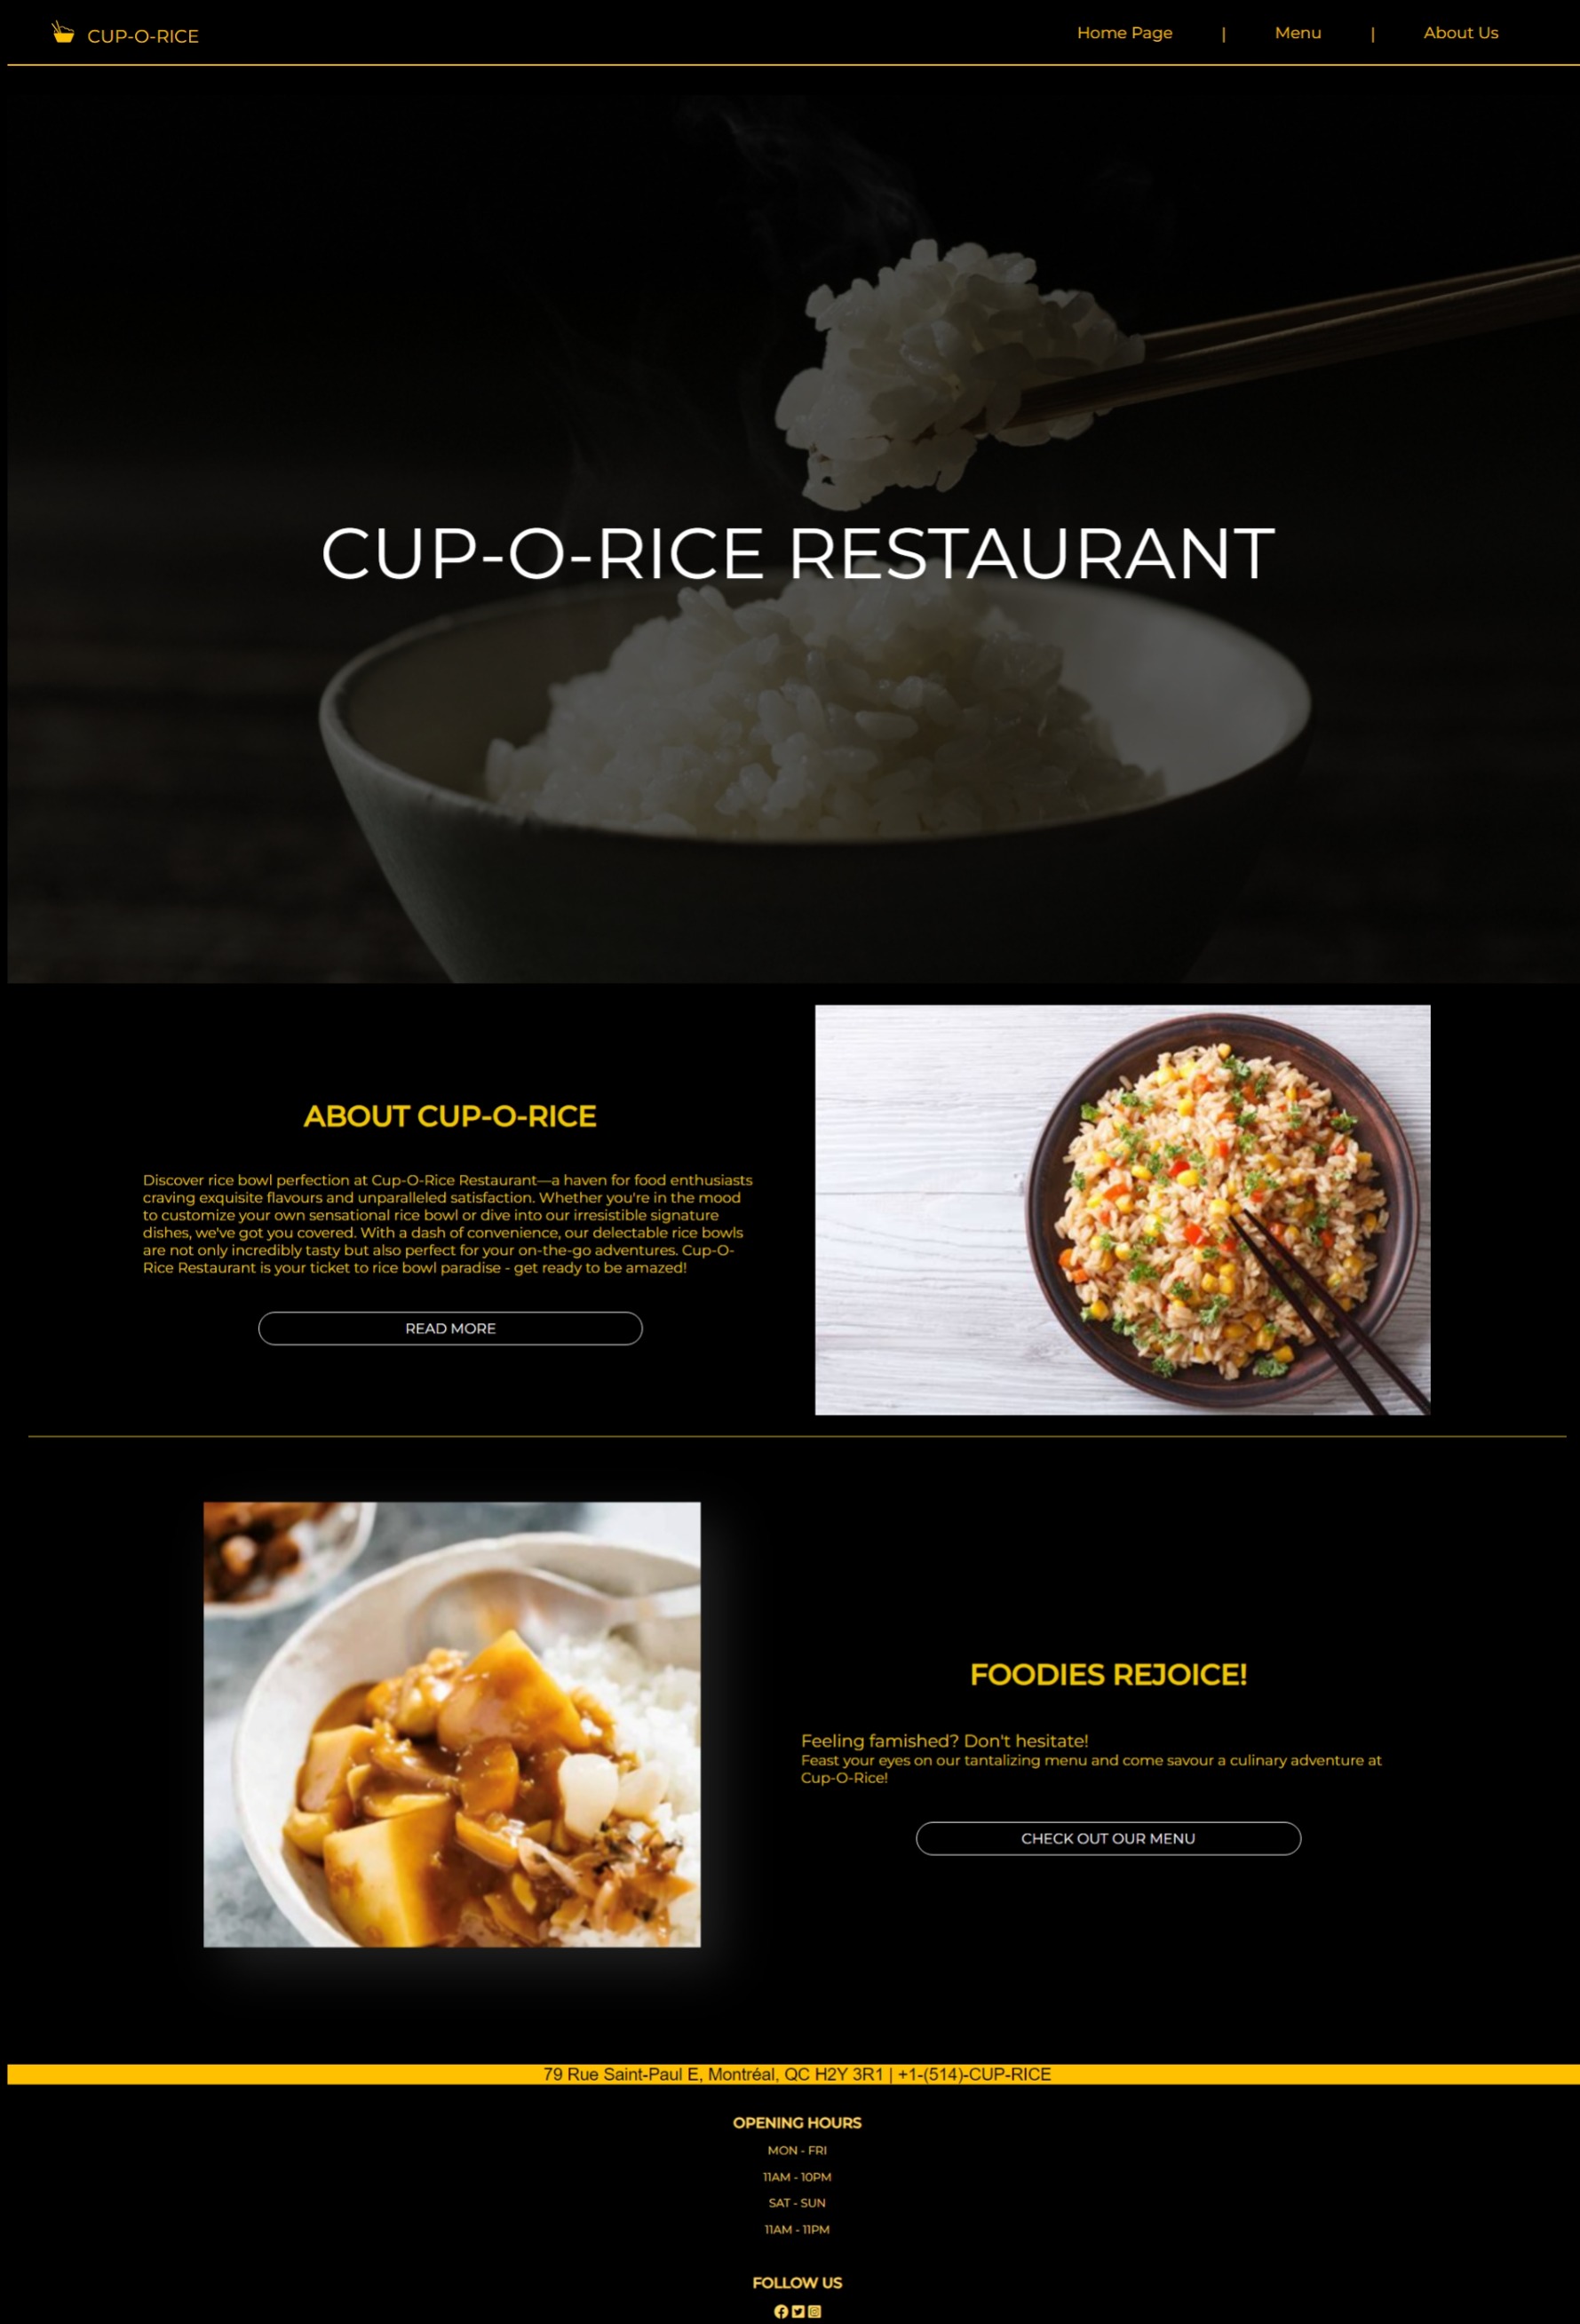 CUP-O-RICE
Home Page | Menu | About Us
CUP-O-RICE RESTAURANT
ABOUT CUP-O-RICE
Discover rice bowl perfection at Cup-O-Rice Restaurant—a haven for food enthusiasts
craving exquisite flavours and unparalleled satisfaction. Whether you're in the mood
to customize your own sensational rice bowl or dive into our irresistible signature
dishes, we've got you covered. With a dash of convenience, our delectable rice bowls
are not only incredibly tasty but also perfect for your on-the-go adventures. Cup-O-
Rice Restaurant is your ticket to rice bowl paradise - get ready to be amazed!
READ MORE
FOODIES REJOICE!
Feeling famished? Don't hesitate!
Feast your eyes on our tantalizing menu and come savour a culinary adventure at
Cup-O-Rice!
CHECK OUT OUR MENU
79 Rue Saint-Paul E, Montréal, QC H2Y 3R1 | +1-(514)-CUP-RICE
OPENING HOURS
MON - FRI
11AM - 10PM
SAT - SUN
11AM - 11PM
FOLLOW US